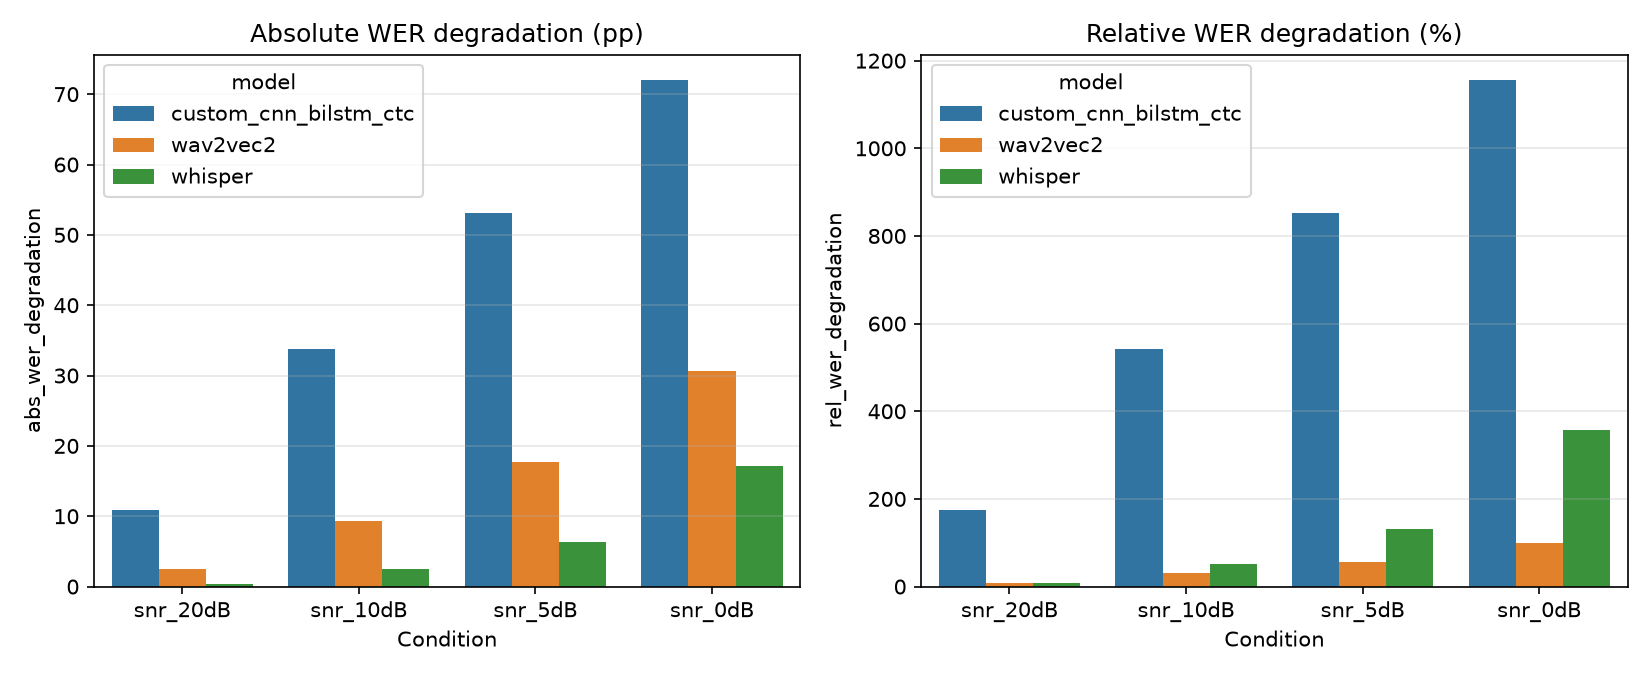 Absolute WER degradation (pp)
model
custom_cnn_bilstm_ctc
wav2vec2
whisper
70
60
50
40
30
20
10
0
abs_wer_degradation
snr_20dB
snr_10dB
snr_5dB
snr_0dB
Condition
Relative WER degradation (%)
model
custom_cnn_bilstm_ctc
wav2vec2
whisper
1200
1000
800
600
400
200
0
rel_wer_degradation
snr_20dB
snr_10dB
snr_5dB
snr_0dB
Condition